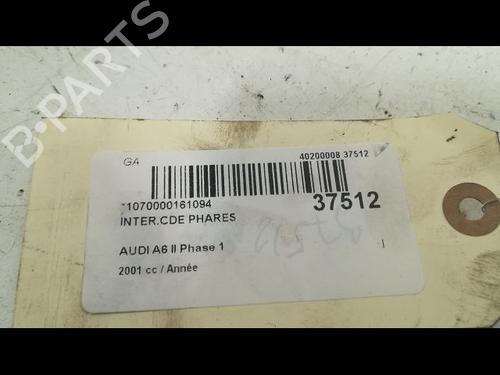 B-PARTS
GA
40200008 37512
*1070000161094
37512
INTER.CDE PHARES
AUDI A6 II Phase 1
2001 cc / Année